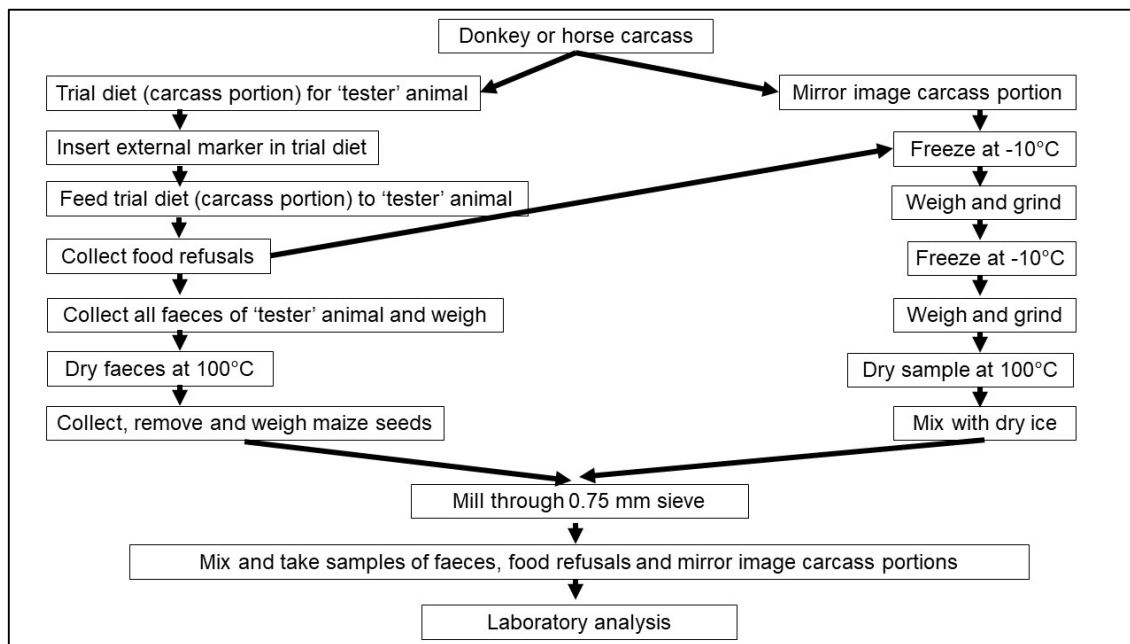 Donkey or horse carcass
Trial diet (carcass portion) for ‘tester’ animal
Mirror image carcass portion
Insert external marker in trial diet
Freeze at -10°C
Feed trial diet (carcass portion) to ‘tester’ animal
Weigh and grind
Collect food refusals
Freeze at -10°C
Collect all faeces of ‘tester’ animal and weigh
Weigh and grind
Dry faeces at 100°C
Dry sample at 100°C
Collect, remove and weigh maize seeds
Mix with dry ice
Mill through 0.75 mm sieve
Mix and take samples of faeces, food refusals and mirror image carcass portions
Laboratory analysis